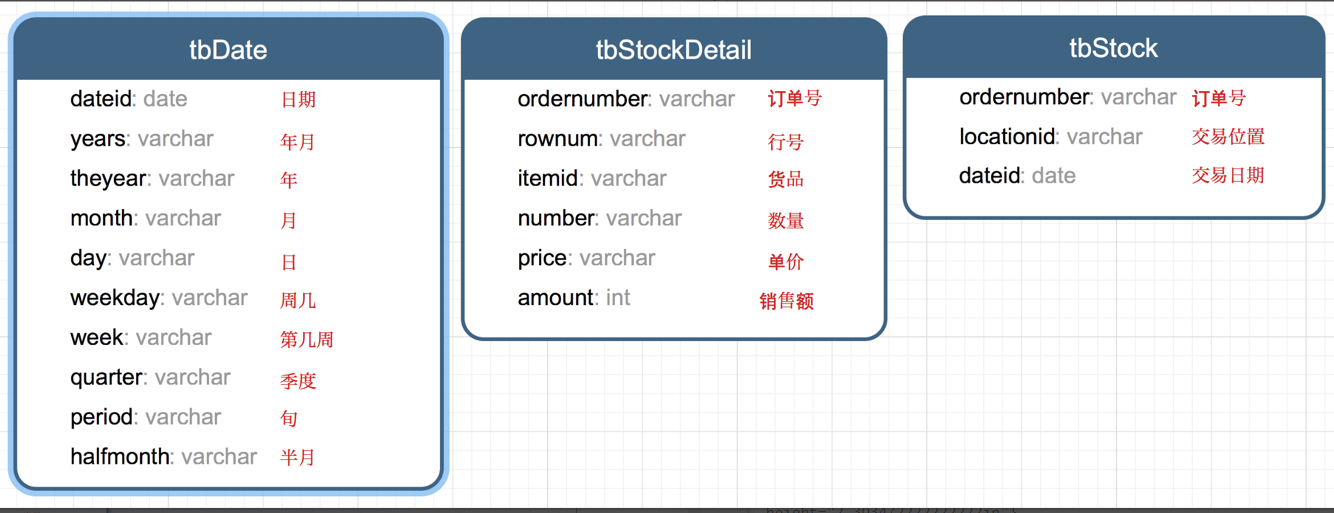 tbDate
dateid: date 日期
years: varchar 年月
theyear: varchar 年
month: varchar 月
day: varchar 日
weekday: varchar 周几
week: varchar 第几周
quarter: varchar 季度
period: varchar 旬
halfmonth: varchar 半月
tbStockDetail
ordernumber: varchar 订单号
rownum: varchar 行号
itemid: varchar 货品
number: varchar 数量
price: varchar 单价
amount: int 销售额
tbStock
ordernumber: varchar 订单号
locationid: varchar 交易位置
dateid: date 交易日期